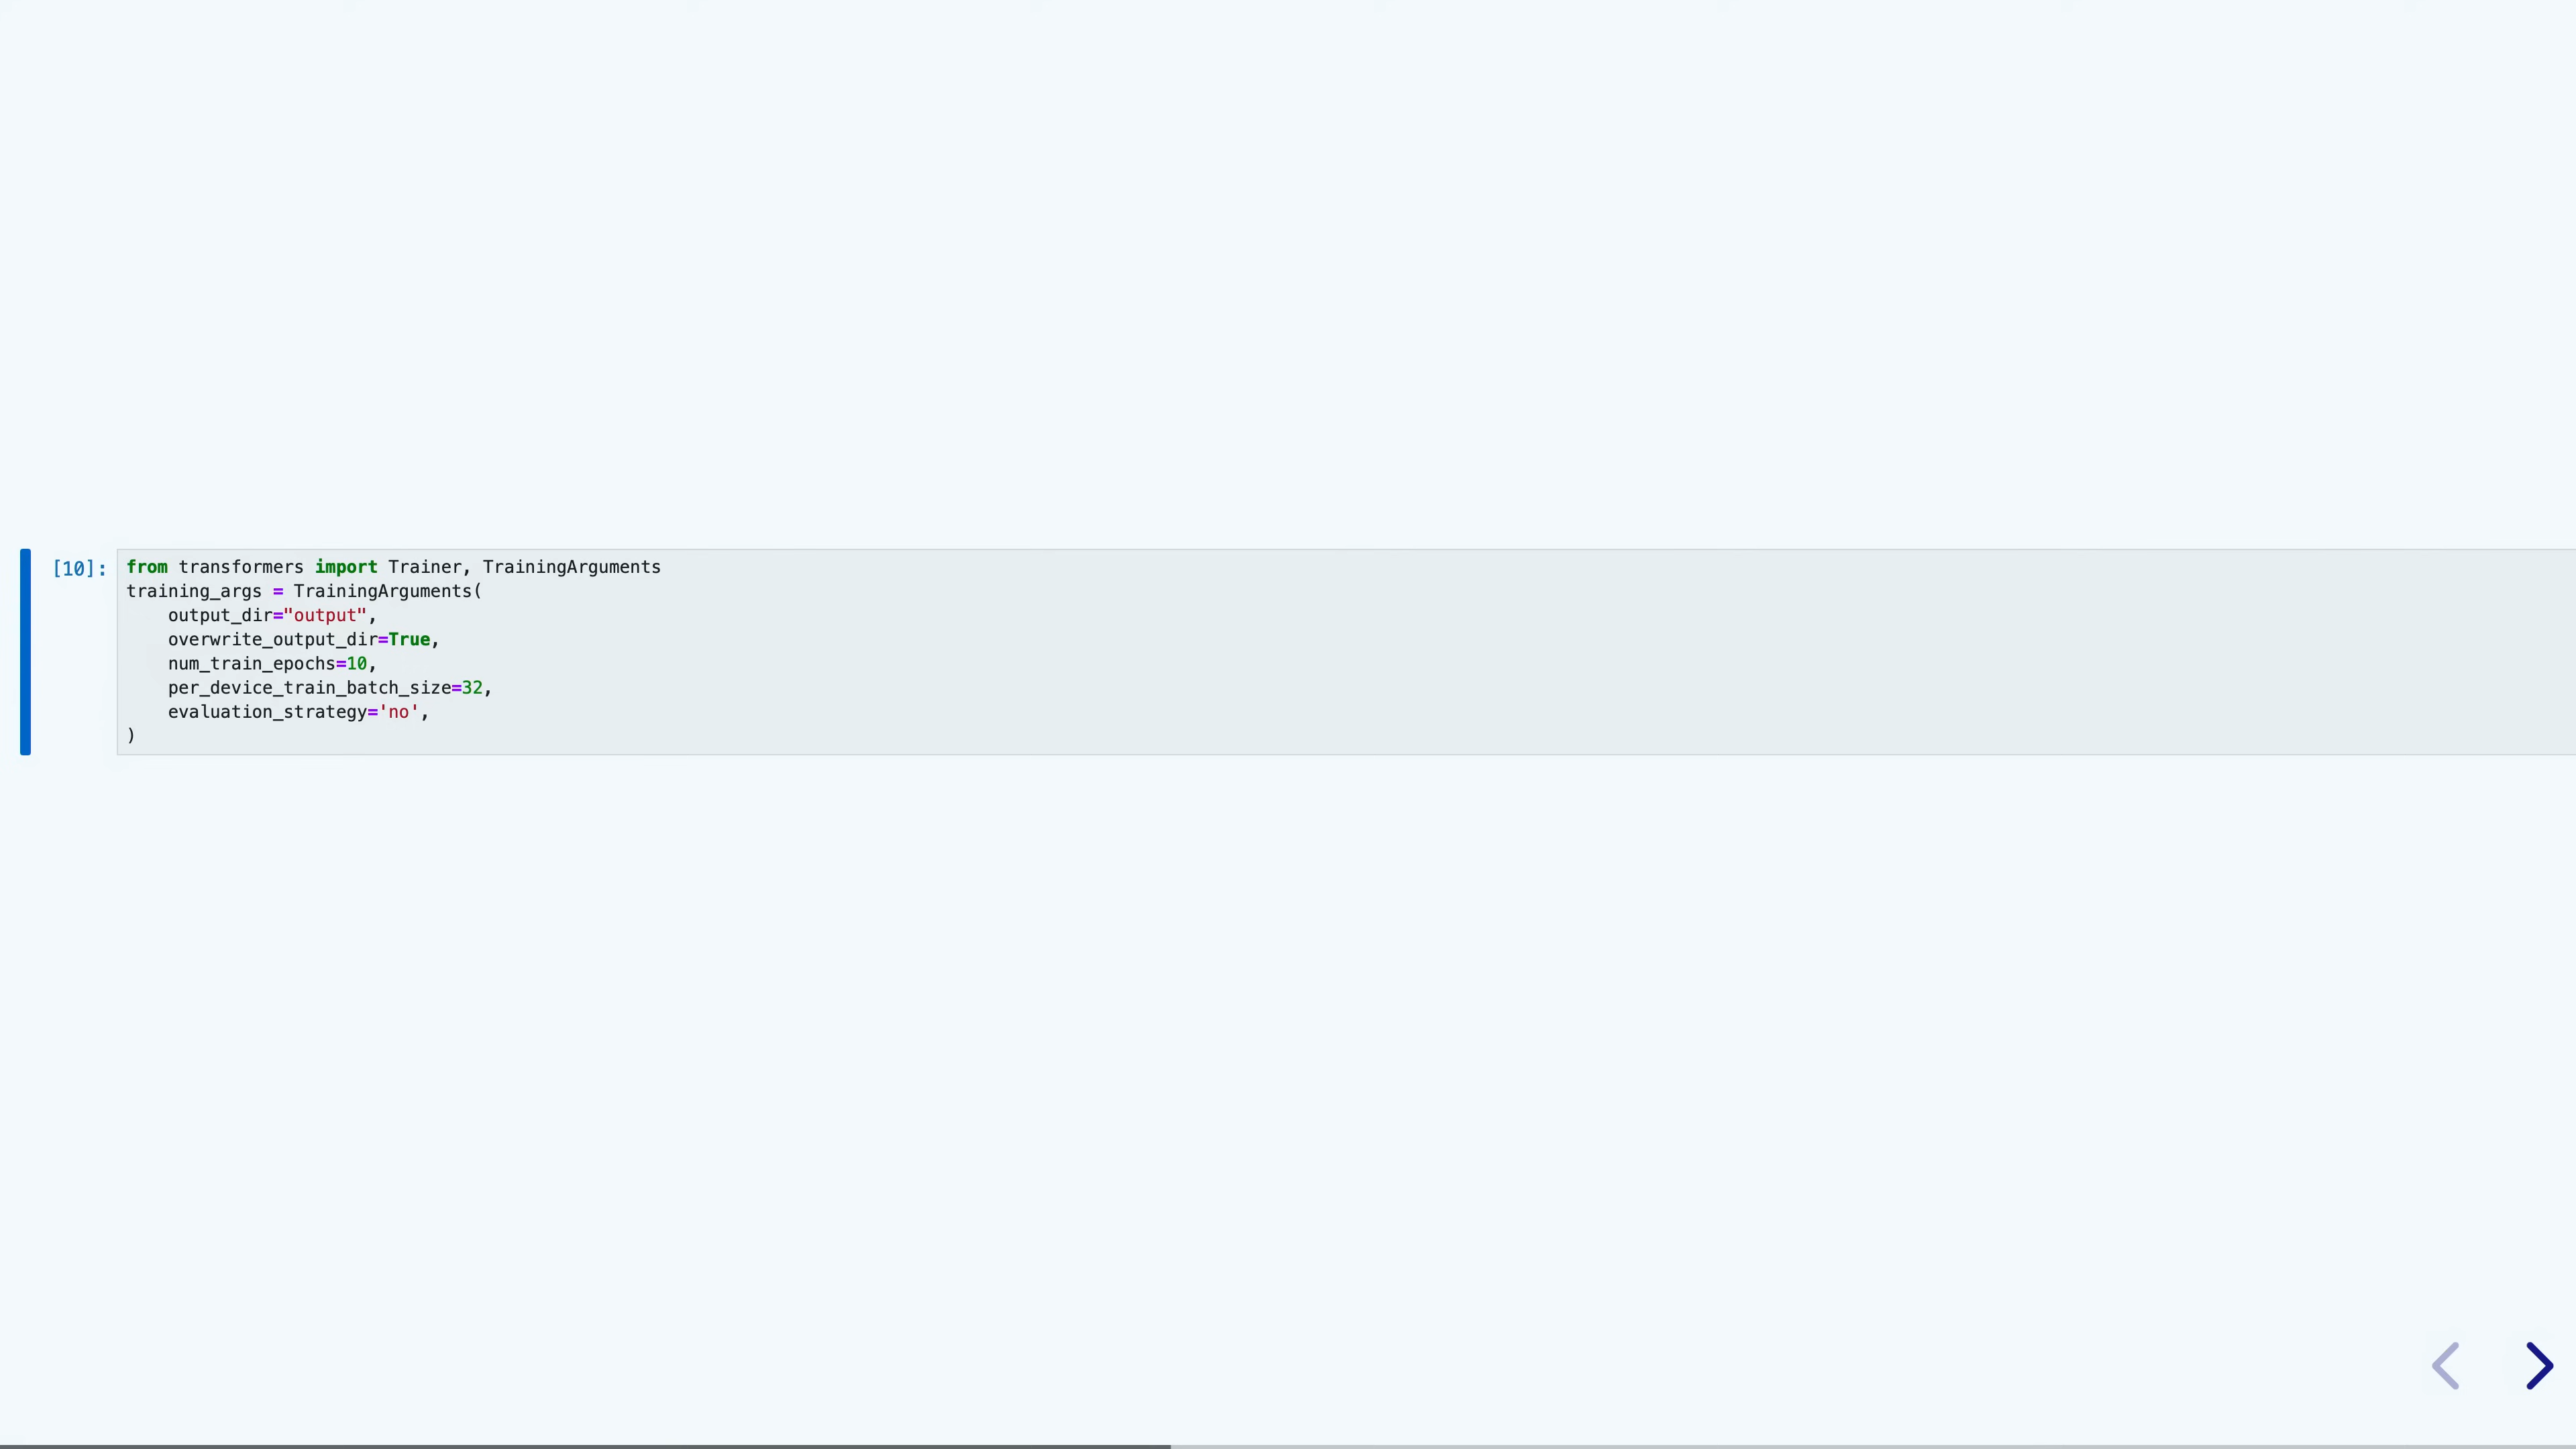 [10]: from transformers import Trainer, TrainingArguments
training_args = TrainingArguments(
    output_dir="output",
    overwrite_output_dir=True,
    num_train_epochs=10,
    per_device_train_batch_size=32,
    evaluation_strategy='no',
)